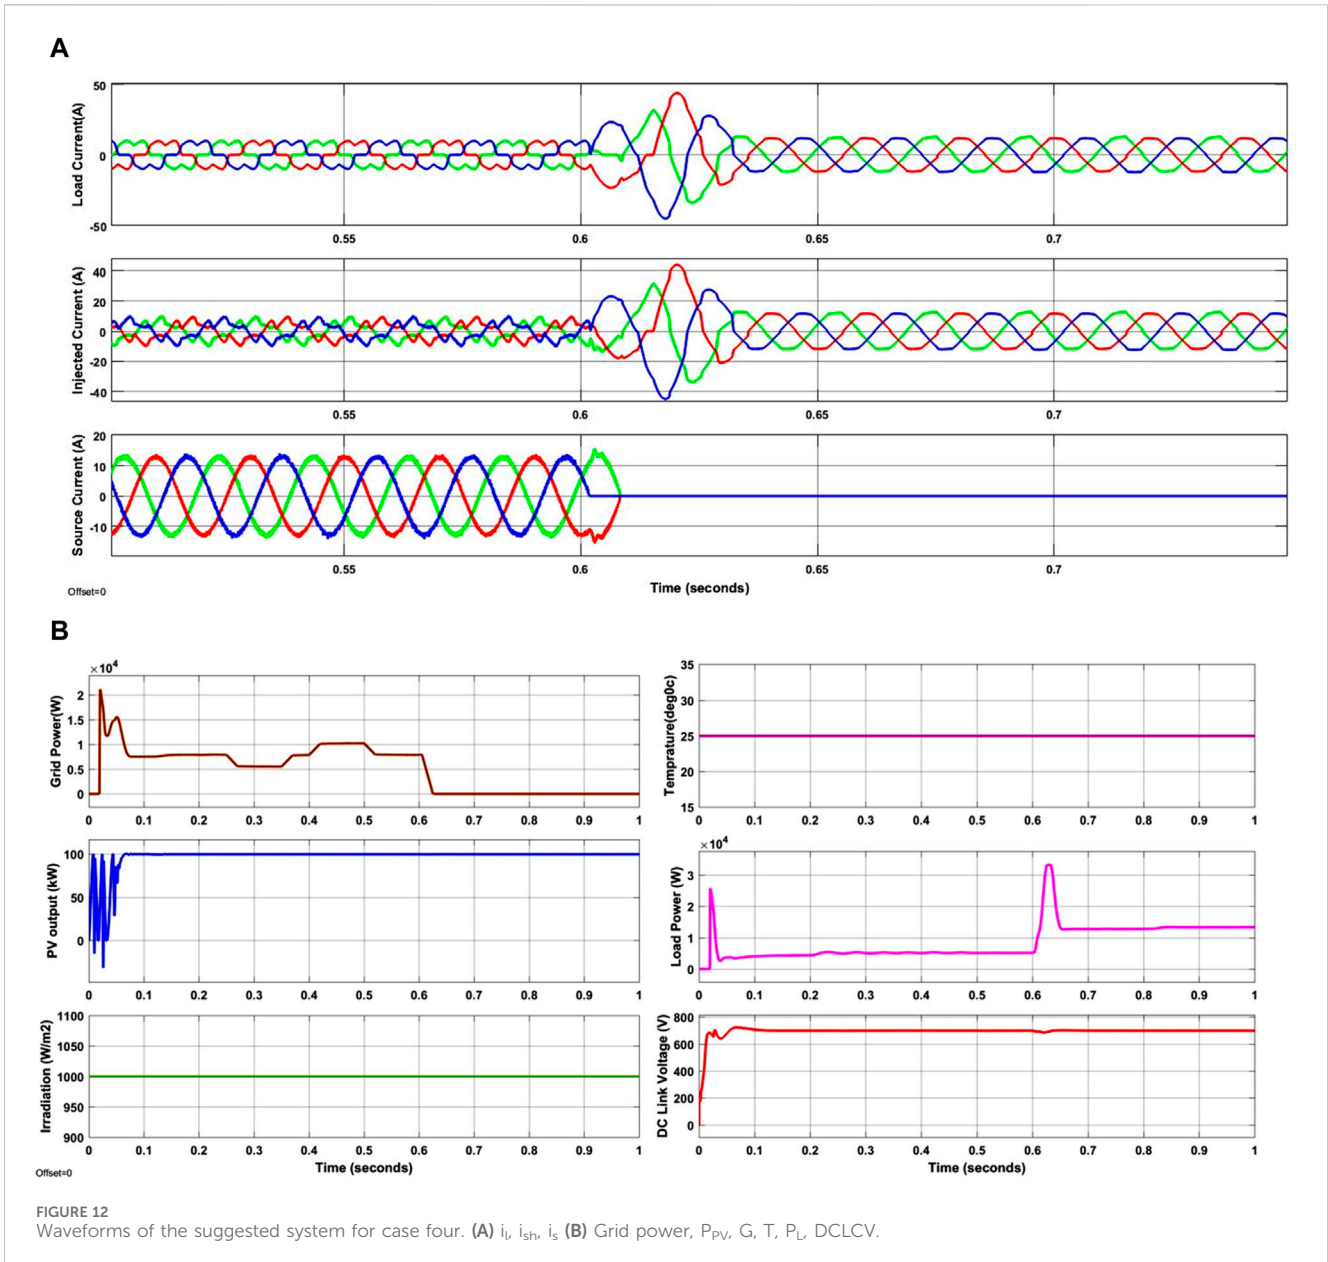 A
Load Current(A)
50
0
-50
0.55
0.6
0.65
0.7
Injected Current (A)
40
20
0
-20
-40
0.55
0.6
0.65
0.7
Source Current (A)
20
10
0
-10
0.55
0.6
0.65
0.7
Time (seconds)
Offset=0
B
×10⁴
Grid Power(W)
2
1.5
1
0.5
0
0 0.1 0.2 0.3 0.4 0.5 0.6 0.7 0.8 0.9 1
PV output (kW)
100
50
0
0 0.1 0.2 0.3 0.4 0.5 0.6 0.7 0.8 0.9 1
Irradiation (W/m2)
1100
1050
1000
950
900
0 0.1 0.2 0.3 0.4 0.5 0.6 0.7 0.8 0.9 1
Time (seconds)
Offset=0
Temprature(deg0c)
35
30
25
20
15
0 0.1 0.2 0.3 0.4 0.5 0.6 0.7 0.8 0.9 1
×10⁴
Load Power (W)
3
2
1
0
0 0.1 0.2 0.3 0.4 0.5 0.6 0.7 0.8 0.9 1
DC Link Voltage (V)
800
600
400
200
0
0 0.1 0.2 0.3 0.4 0.5 0.6 0.7 0.8 0.9 1
Time (seconds)
FIGURE 12
Waveforms of the suggested system for case four. (A) iₗ, iₛₕ, iₛ (B) Grid power, P_PV, G, T, P_L, DCLCV.